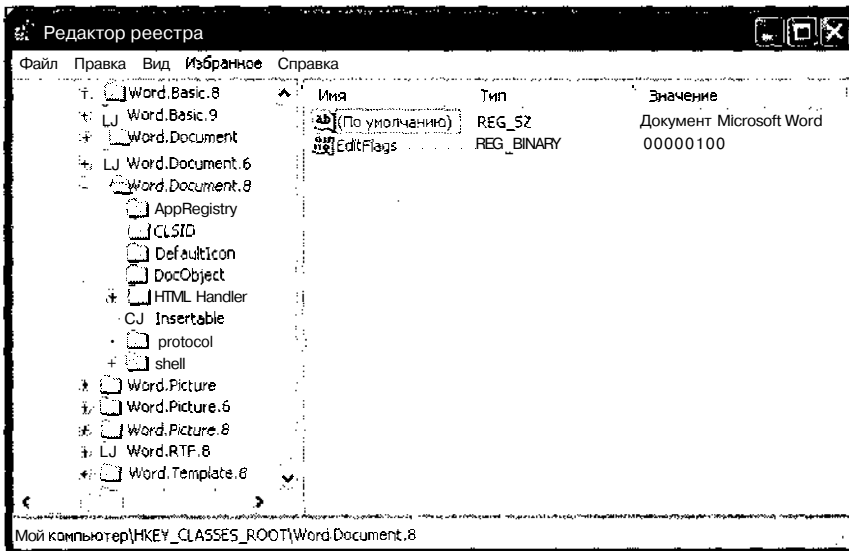 Редактор реестра
Файл Правка Вид Избранное Справка
Word.Basic.8
Word.Basic.9
Word.Document
Word.Document.6
Word.Document.8
AppRegistry
CLSID
DefaultIcon
DocObject
HTML Handler
Insertable
protocol
shell
Word.Picture
Word.Picture.6
Word.Picture.8
Word.RTF.8
Word.Template.8
Имя Тип Значение
(По умолчанию) REG_SZ Документ Microsoft Word
EditFlags REG_BINARY 00000100
Мой компьютер\HKEY_CLASSES_ROOT\Word.Document.8